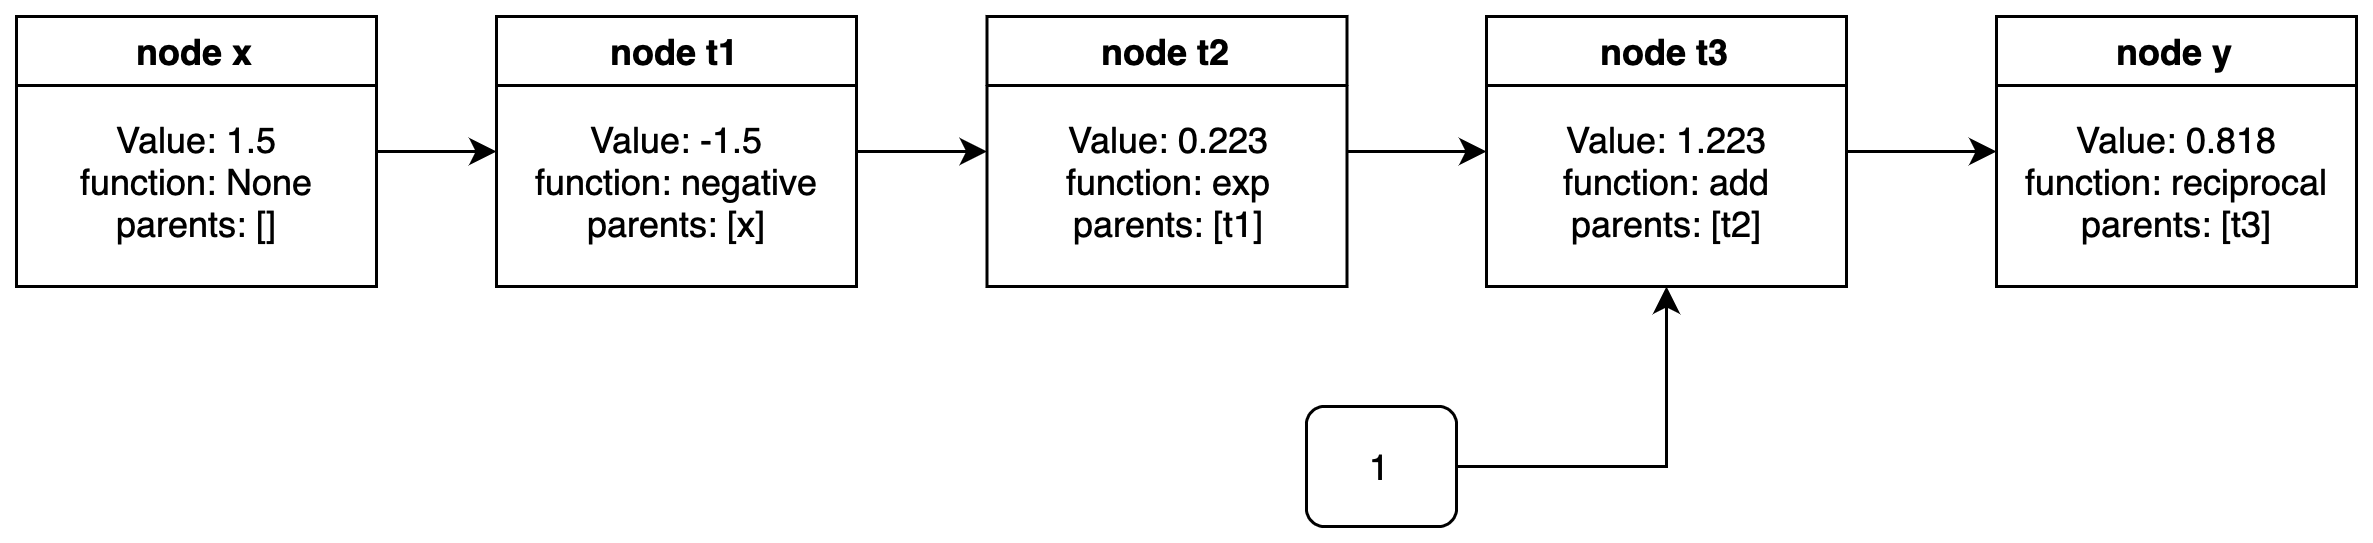 node x
Value: 1.5
function: None
parents: []
node t1
Value: -1.5
function: negative
parents: [x]
node t2
Value: 0.223
function: exp
parents: [t1]
node t3
Value: 1.223
function: add
parents: [t2]
node y
Value: 0.818
function: reciprocal
parents: [t3]
1